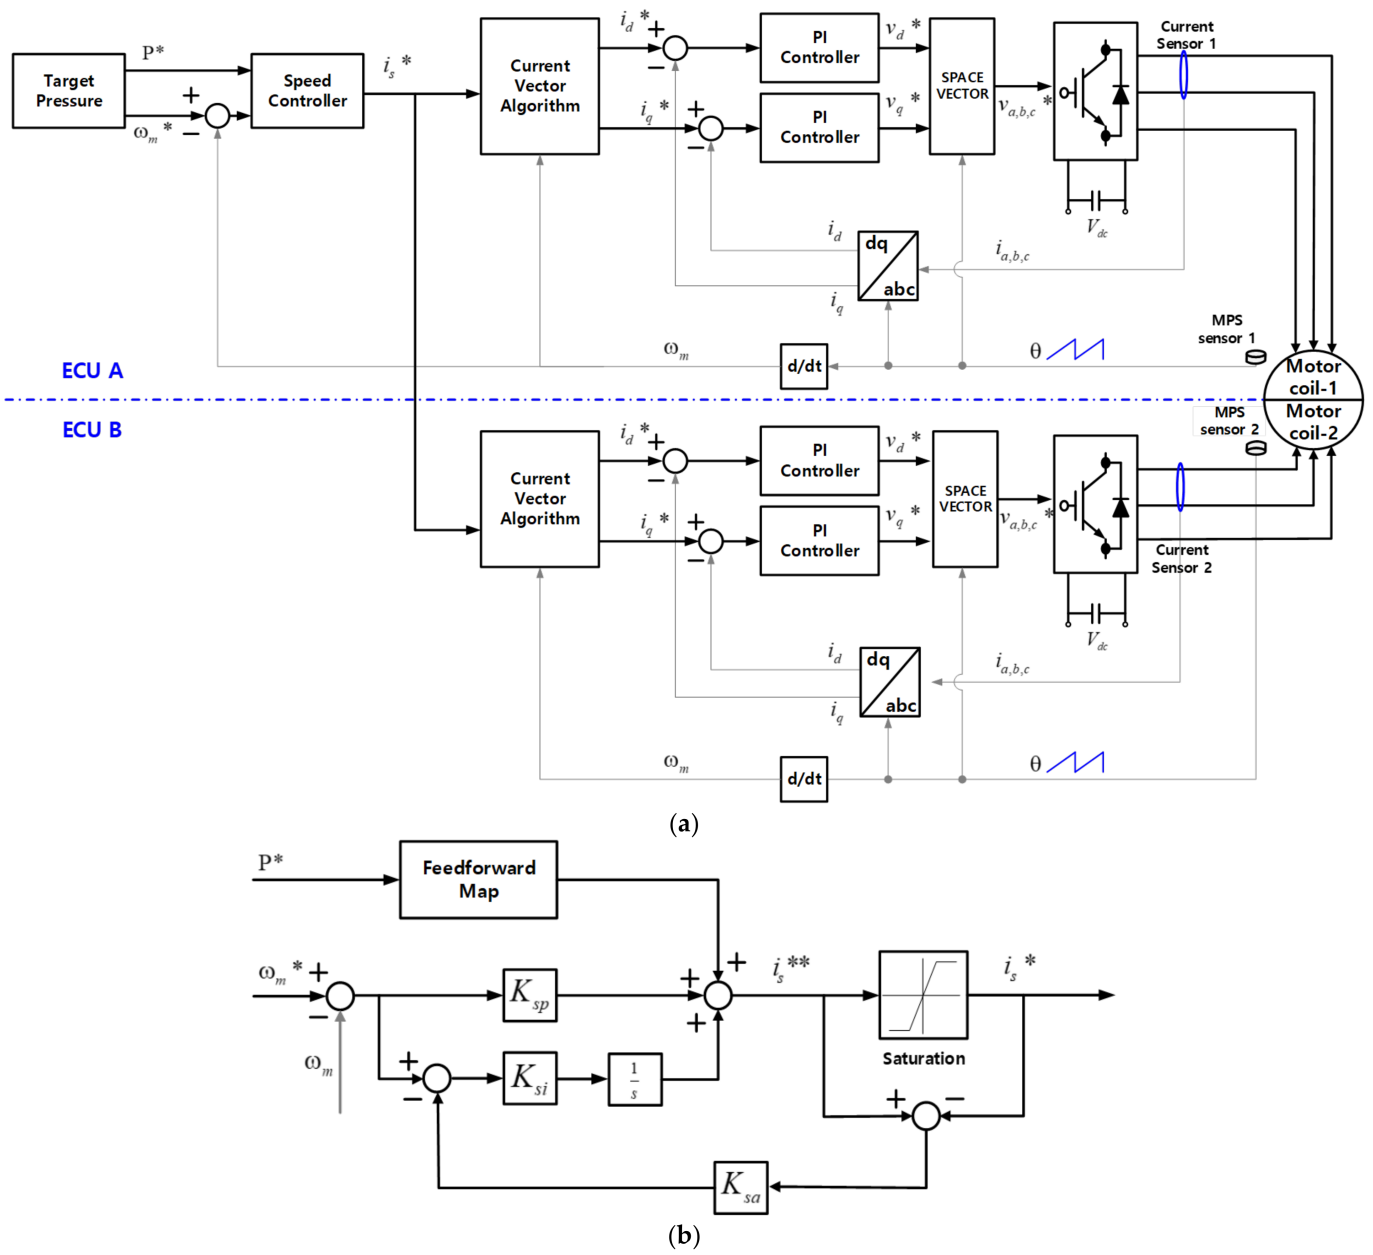 Target
Pressure
P*
ω_m *
+
−
Speed
Controller
i_s *
Current
Vector
Algorithm
i_d *
+
−
i_q *
+
−
PI
Controller
PI
Controller
v_d *
v_q *
SPACE
VECTOR
v_a,b,c *
V_dc
Current
Sensor 1
i_d
i_q
dq
abc
i_a,b,c
ω_m
d/dt
θ
MPS
sensor 1
Motor
coil-1
ECU A
ECU B
Motor
coil-2
MPS
sensor 2
Current
Vector
Algorithm
i_d *
+
−
i_q *
+
−
PI
Controller
PI
Controller
v_d *
v_q *
SPACE
VECTOR
v_a,b,c *
V_dc
Current
Sensor 2
i_d
i_q
dq
abc
i_a,b,c
ω_m
d/dt
θ
(a)
P*
Feedforward
Map
ω_m *
+
−
ω_m
K_sp
+
−
K_si
1
s
+
+
+
i_s **
Saturation
i_s *
+
−
K_sa
(b)